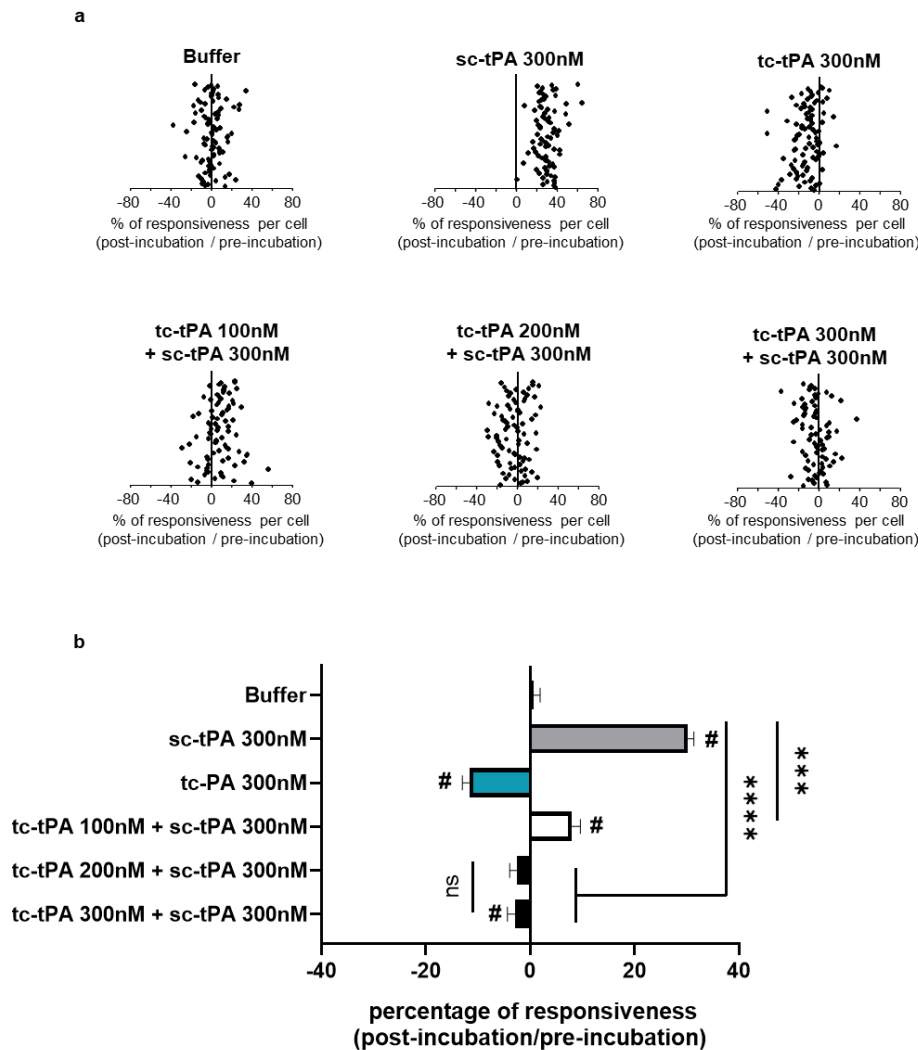 a
Buffer
sc-tPA 300nM
tc-tPA 300nM
-80 -40 0 40 80
-80 -40 0 40 80
-80 -40 0 40 80
% of responsiveness per cell
(post-incubation / pre-incubation)
% of responsiveness per cell
(post-incubation / pre-incubation)
% of responsiveness per cell
(post-incubation / pre-incubation)
tc-tPA 100nM
+ sc-tPA 300nM
tc-tPA 200nM
+ sc-tPA 300nM
tc-tPA 300nM
+ sc-tPA 300nM
-80 -40 0 40 80
-80 -40 0 40 80
-80 -40 0 40 80
% of responsiveness per cell
(post-incubation / pre-incubation)
% of responsiveness per cell
(post-incubation / pre-incubation)
% of responsiveness per cell
(post-incubation / pre-incubation)
b
Buffer
sc-tPA 300nM
#
tc-PA 300nM
#
tc-tPA 100nM + sc-tPA 300nM
#
tc-tPA 200nM + sc-tPA 300nM
tc-tPA 300nM + sc-tPA 300nM
#
ns
****
***
-40 -20 0 20 40
percentage of responsiveness
(post-incubation/pre-incubation)